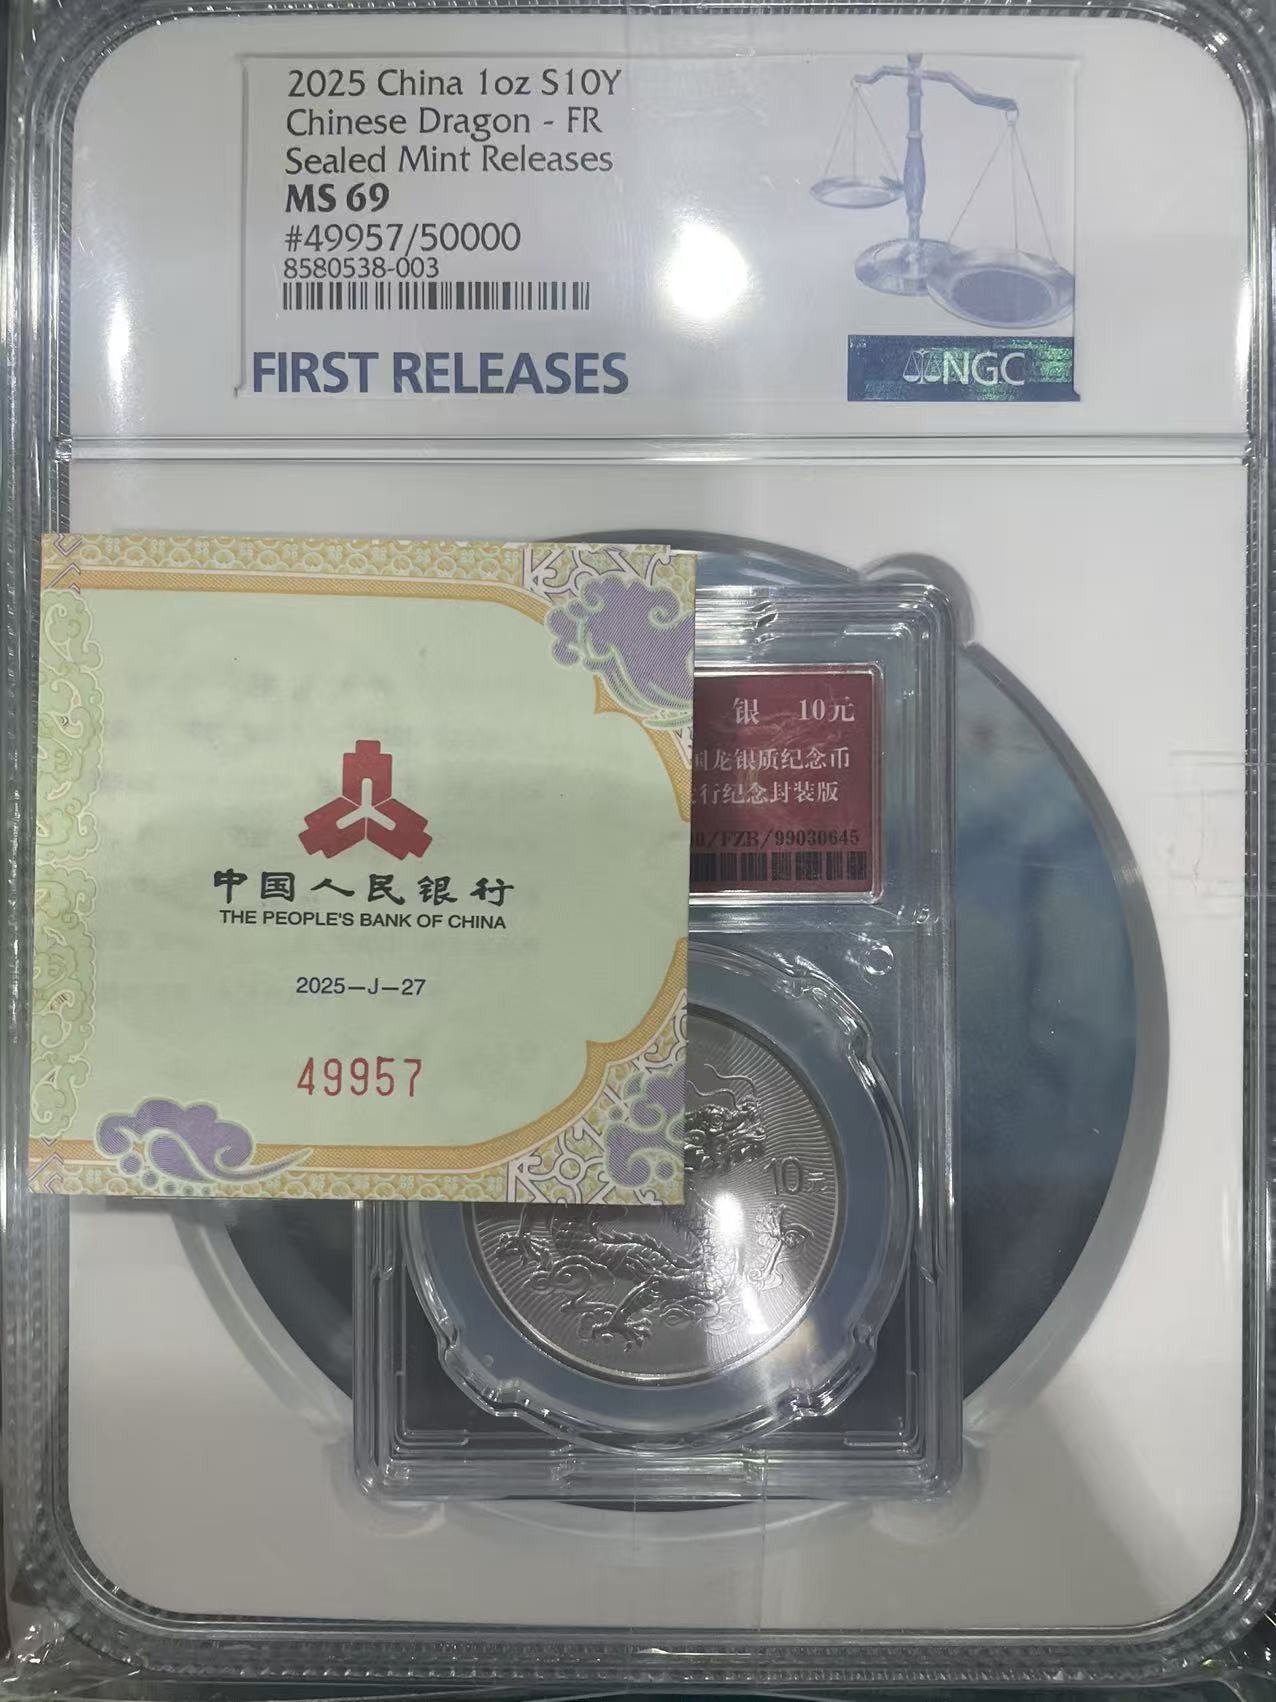 2025 China 1oz S10Y
Chinese Dragon - FR
Sealed Mint Releases
MS 69
#49957/50000
8580538-003
FIRST RELEASES
NGC
银 10元
国龙银质纪念币
行纪念封装版
0/FZB/99030645
中国人民银行
THE PEOPLE'S BANK OF CHINA
2025—J—27
49957
10元